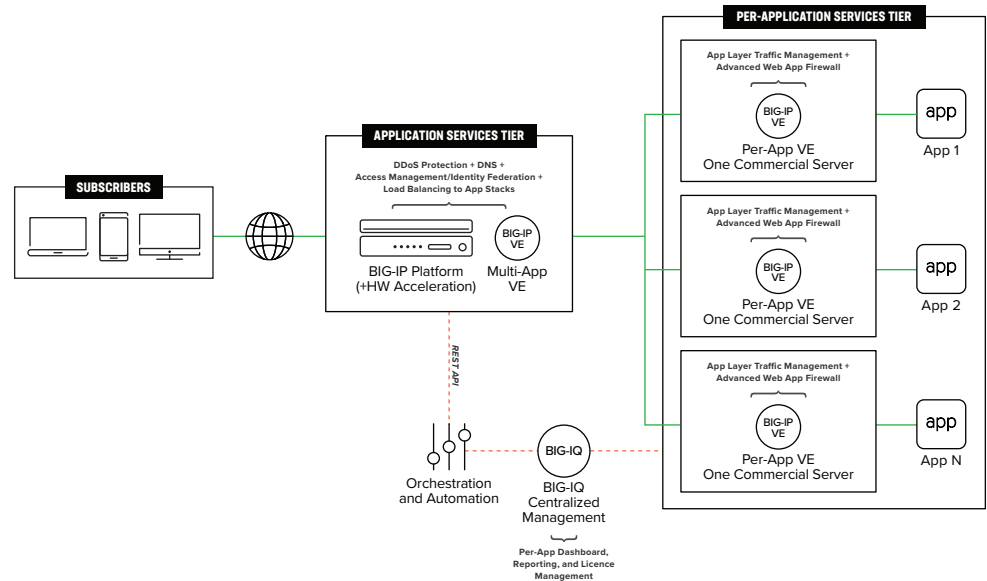 SUBSCRIBERS
APPLICATION SERVICES TIER
DDoS Protection + DNS +
Access Management/Identity Federation +
Load Balancing to App Stacks
BIG-IP
VE
BIG-IP Platform
(+HW Acceleration)
Multi-App
VE
REST API
Orchestration
and Automation
BIG-IQ
BIG-IQ
Centralized
Management
Per-App Dashboard,
Reporting, and Licence
Management
PER-APPLICATION SERVICES TIER
App Layer Traffic Management +
Advanced Web App Firewall
BIG-IP
VE
Per-App VE
One Commercial Server
app
App 1
App Layer Traffic Management +
Advanced Web App Firewall
BIG-IP
VE
Per-App VE
One Commercial Server
app
App 2
App Layer Traffic Management +
Advanced Web App Firewall
BIG-IP
VE
Per-App VE
One Commercial Server
app
App N